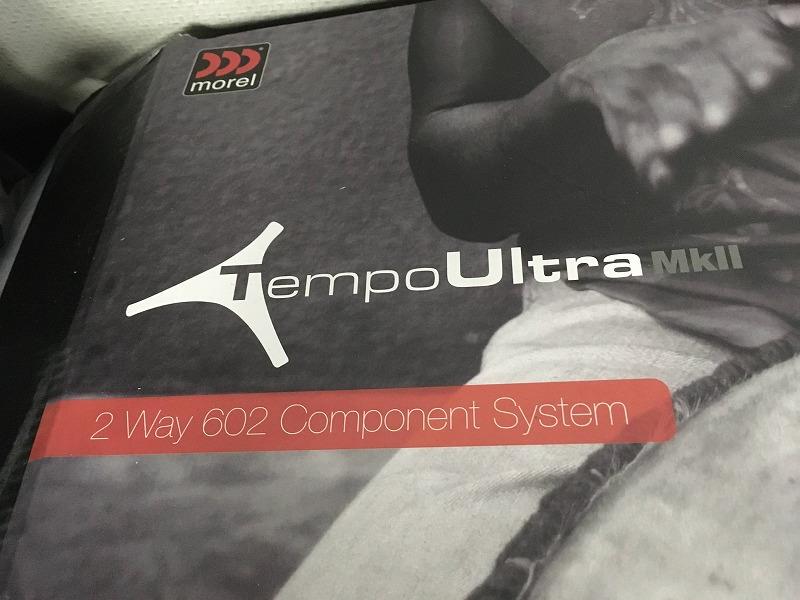 morel
TempoUltra MkII
2 Way 602 Component System